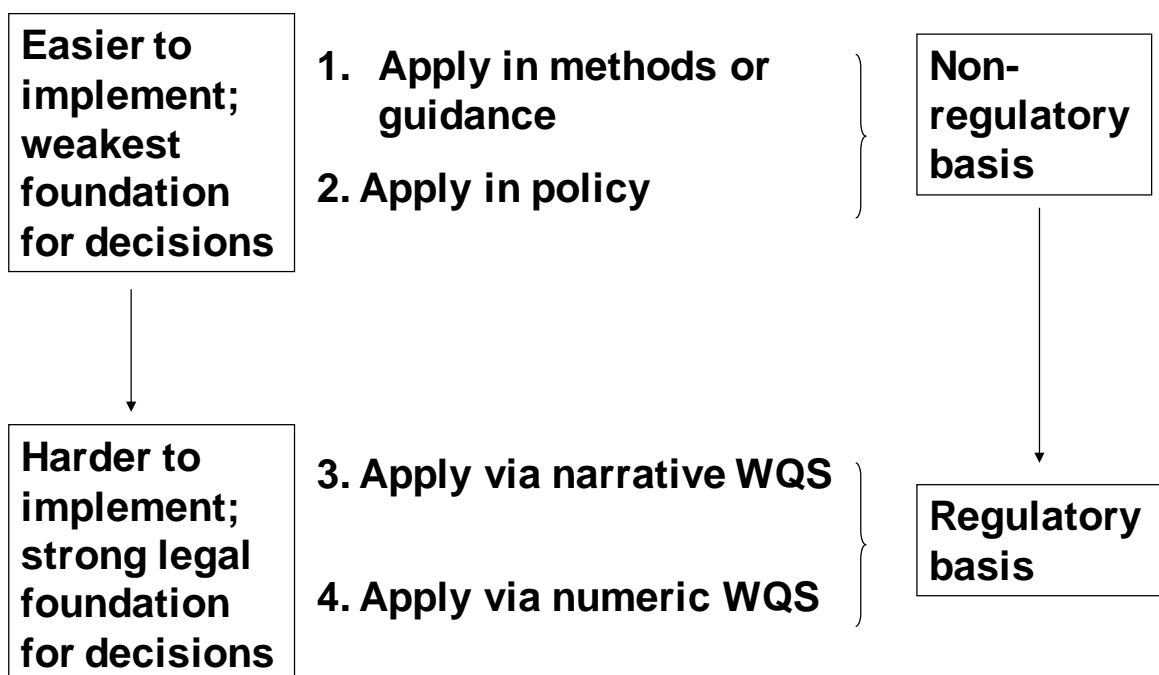 Easier to
implement;
weakest
foundation
for decisions
1. Apply in methods or
guidance
2. Apply in policy
Non-
regulatory
basis
Harder to
implement;
strong legal
foundation
for decisions
3. Apply via narrative WQS
4. Apply via numeric WQS
Regulatory
basis